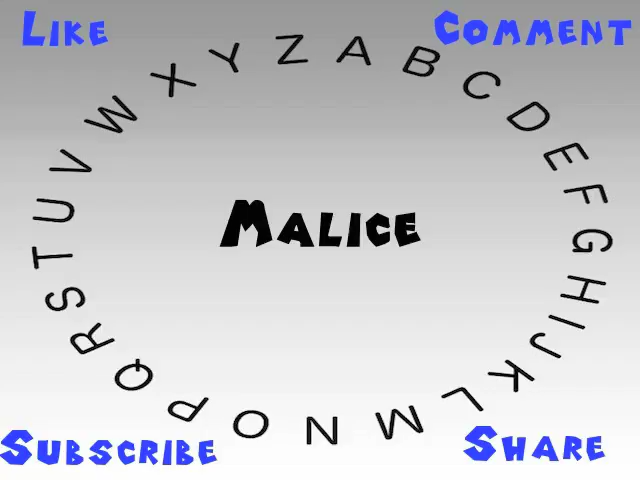 Like
Comment
A B C D E F G H I J K L M N O P Q R S T U V W X Y Z
Malice
Subscribe
Share